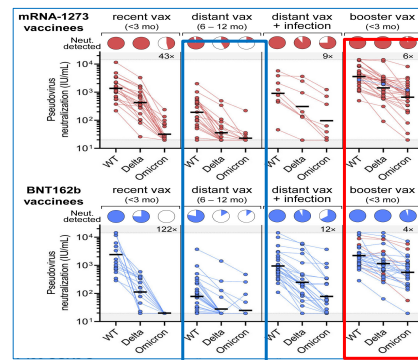 mRNA-1273 vaccinees
recent vax (<3 mo)
distant vax (6 – 12 mo)
distant vax + infection
booster vax (<3 mo)
Neut. detected
43×
9×
6×
Pseudovirus neutralization (IU/mL)
10⁴
10³
10²
10¹
WT Delta Omicron WT Delta Omicron WT Delta Omicron WT Delta Omicron
BNT162b vaccinees
recent vax (<3 mo)
distant vax (6 – 12 mo)
distant vax + infection
booster vax (<3 mo)
Neut. detected
122×
12×
4×
Pseudovirus neutralization (IU/mL)
10⁴
10³
10²
10¹
WT Delta Omicron WT Delta Omicron WT Delta Omicron WT Delta Omicron